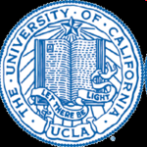 THE UNIVERSITY OF CALIFORNIA
LET THERE BE LIGHT
UCLA